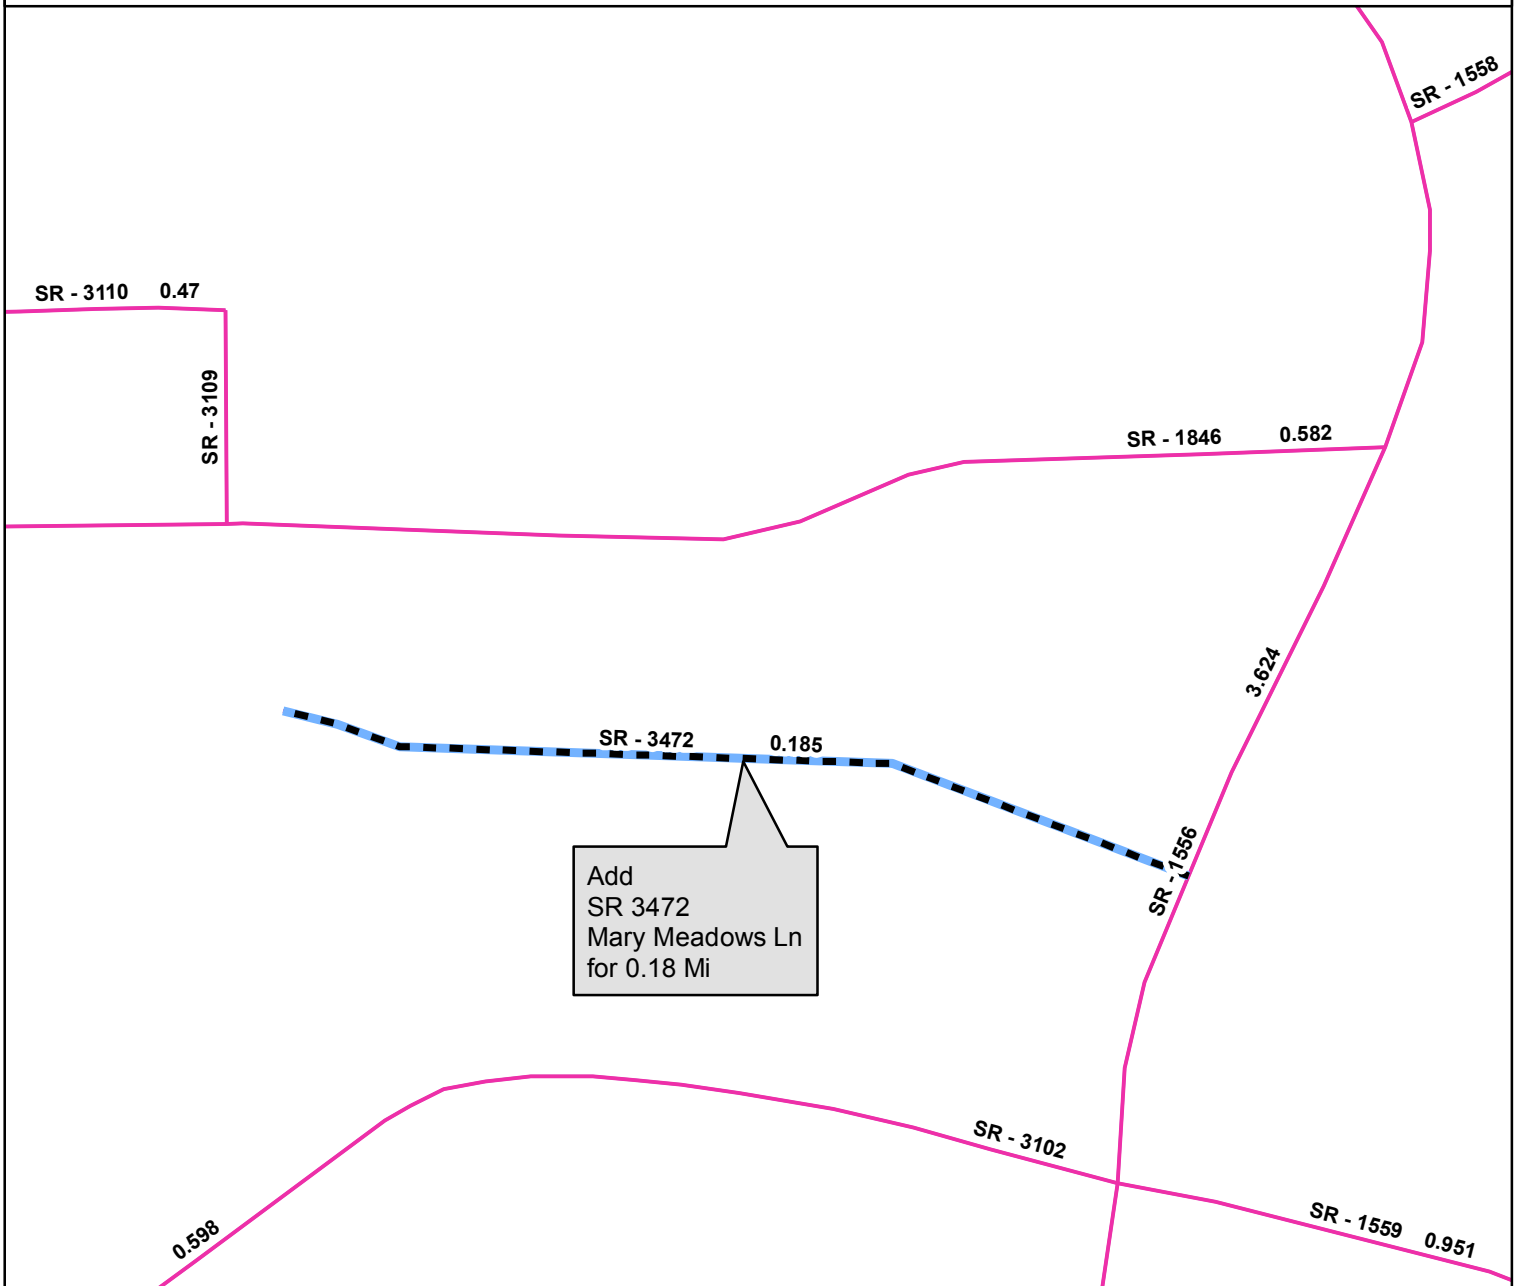 SR - 1558
SR - 3110 0.47
SR - 3109
SR - 1846 0.582
3.624
SR - 3472 0.185
SR - 1556
Add
SR 3472
Mary Meadows Ln
for 0.18 Mi
SR - 3102
0.598
SR - 1559 0.951